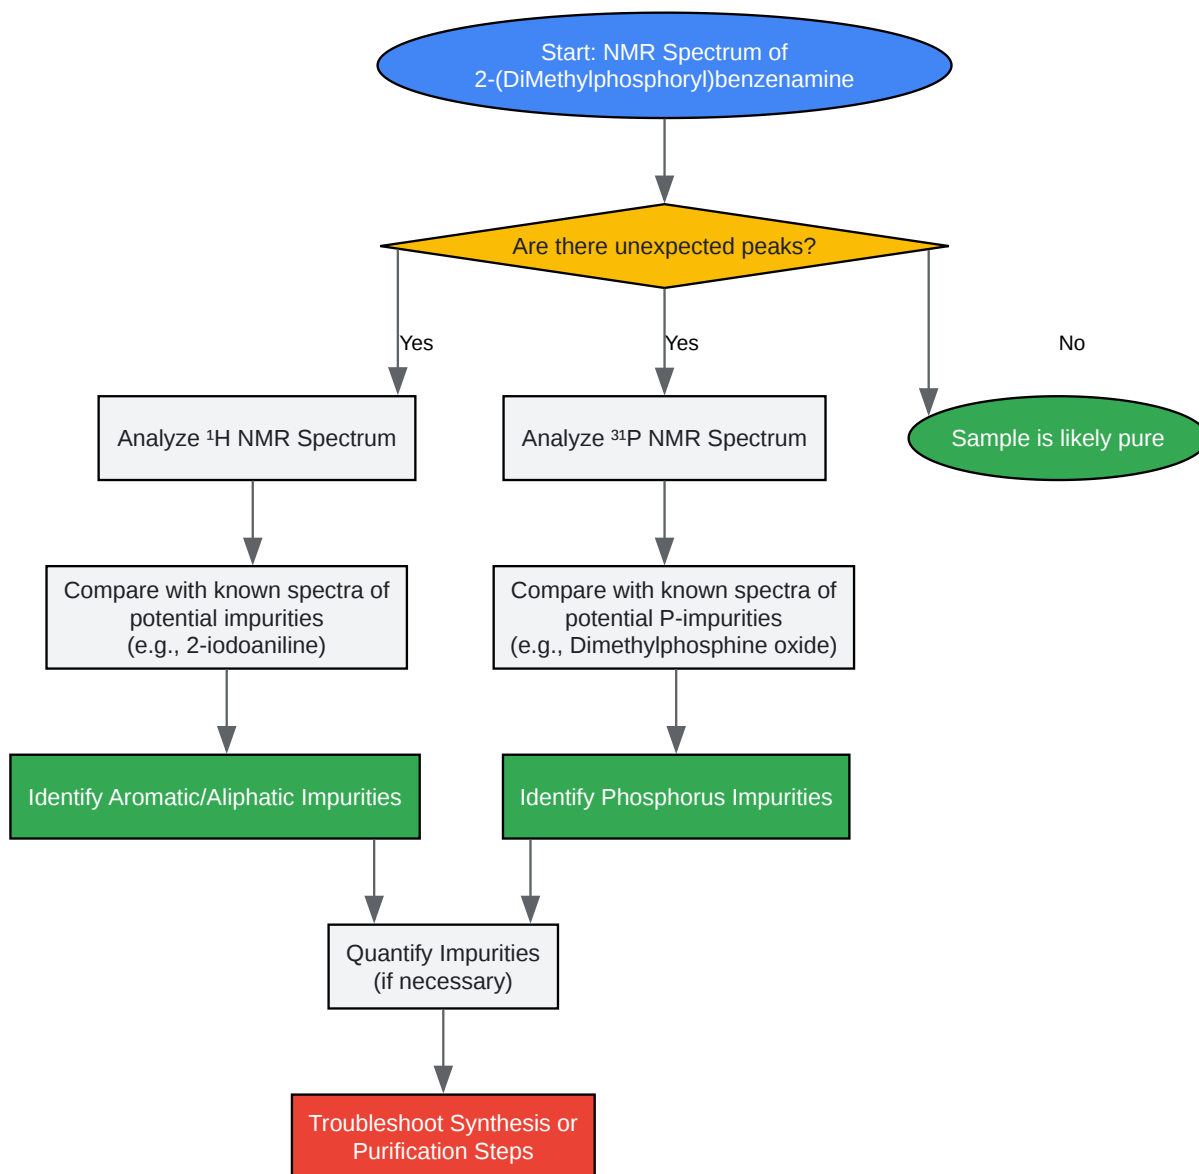 Start: NMR Spectrum of
2-(DiMethylphosphoryl)benzenamine
Are there unexpected peaks?
Yes
Yes
No
Analyze ¹H NMR Spectrum
Analyze ³¹P NMR Spectrum
Sample is likely pure
Compare with known spectra of
potential impurities
(e.g., 2-iodoaniline)
Compare with known spectra of
potential P-impurities
(e.g., Dimethylphosphine oxide)
Identify Aromatic/Aliphatic Impurities
Identify Phosphorus Impurities
Quantify Impurities
(if necessary)
Troubleshoot Synthesis or
Purification Steps